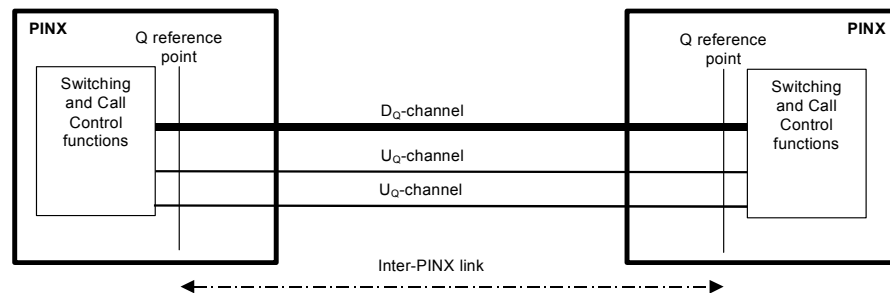 PINX
Q reference
point
Switching
and Call
Control
functions
DQ-channel
UQ-channel
UQ-channel
Inter-PINX link
PINX
Q reference
point
Switching
and Call
Control
functions